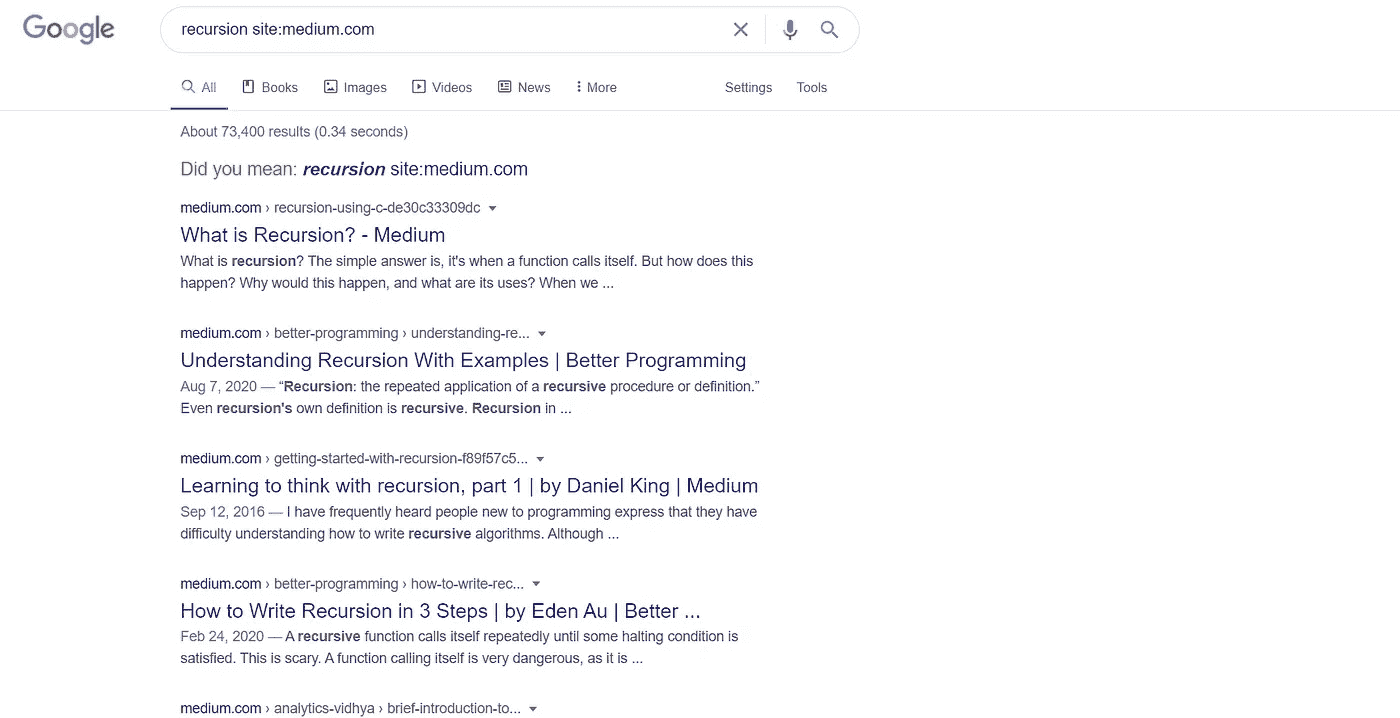 Google
recursion site:medium.com
All Books Images Videos News More Settings Tools
About 73,400 results (0.34 seconds)
Did you mean: recursion site:medium.com
medium.com › recursion-using-c-de30c33309dc
What is Recursion? - Medium
What is recursion? The simple answer is, it's when a function calls itself. But how does this
happen? Why would this happen, and what are its uses? When we ...
medium.com › better-programming › understanding-re...
Understanding Recursion With Examples | Better Programming
Aug 7, 2020 — “Recursion: the repeated application of a recursive procedure or definition.”
Even recursion's own definition is recursive. Recursion in ...
medium.com › getting-started-with-recursion-f89f57c5...
Learning to think with recursion, part 1 | by Daniel King | Medium
Sep 12, 2016 — I have frequently heard people new to programming express that they have
difficulty understanding how to write recursive algorithms. Although ...
medium.com › better-programming › how-to-write-rec...
How to Write Recursion in 3 Steps | by Eden Au | Better ...
Feb 24, 2020 — A recursive function calls itself repeatedly until some halting condition is
satisfied. This is scary. A function calling itself is very dangerous, as it is ...
medium.com › analytics-vidhya › brief-introduction-to...